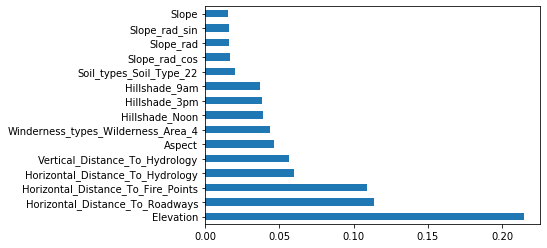 Slope
Slope_rad_sin
Slope_rad
Slope_rad_cos
Soil_types_Soil_Type_22
Hillshade_9am
Hillshade_3pm
Hillshade_Noon
Winderness_types_Wilderness_Area_4
Aspect
Vertical_Distance_To_Hydrology
Horizontal_Distance_To_Hydrology
Horizontal_Distance_To_Fire_Points
Horizontal_Distance_To_Roadways
Elevation
0.00 0.05 0.10 0.15 0.20